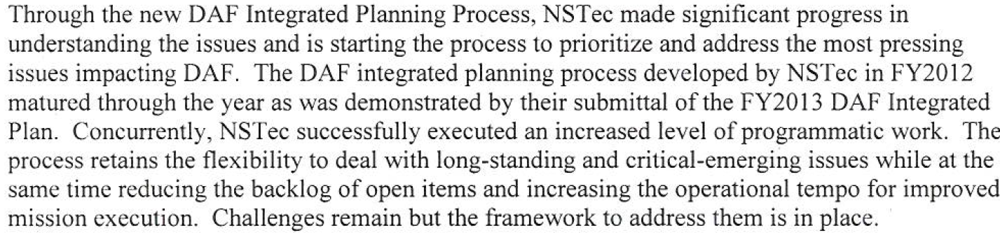 Through the new DAF Integrated Planning Process, NSTec made significant progress in
understanding the issues and is starting the process to prioritize and address the most pressing
issues impacting DAF.  The DAF integrated planning process developed by NSTec in FY2012
matured through the year as was demonstrated by their submittal of the FY2013 DAF Integrated
Plan.  Concurrently, NSTec successfully executed an increased level of programmatic work.  The
process retains the flexibility to deal with long-standing and critical-emerging issues while at the
same time reducing the backlog of open items and increasing the operational tempo for improved
mission execution.  Challenges remain but the framework to address them is in place.